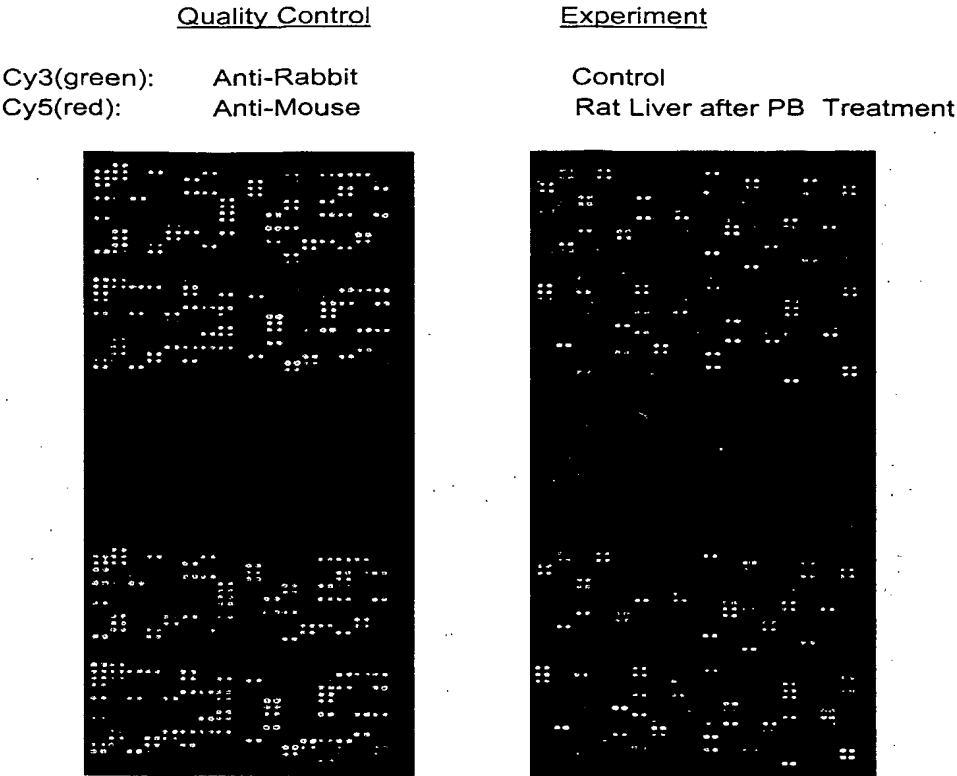 Quality Control Experiment
Cy3(green): Anti-Rabbit Control
Cy5(red): Anti-Mouse Rat Liver after PB Treatment